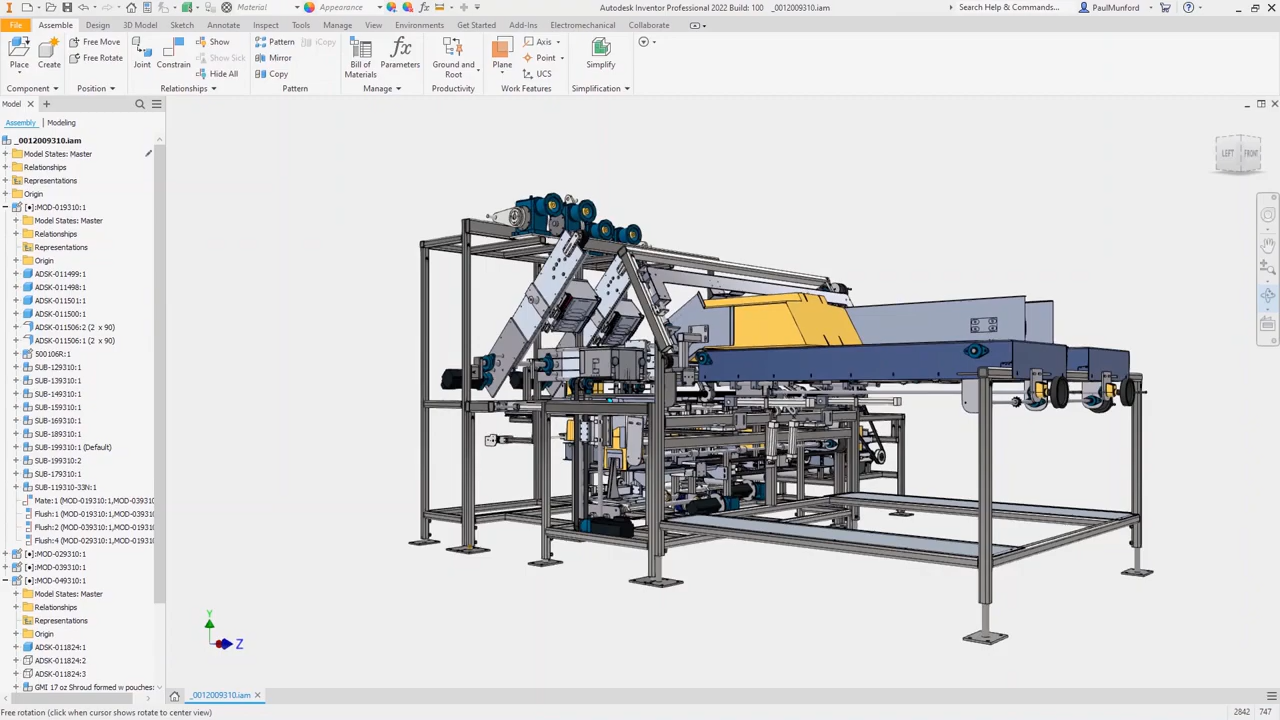 Material
Appearance
Autodesk Inventor Professional 2022 Build: 100 _0012009310.iam
Search Help & Commands...
PaulMunford
File Assemble Design 3D Model Sketch Annotate Inspect Tools Manage View Environments Get Started Add-Ins Electromechanical Collaborate
Place
Create
Free Move
Free Rotate
Component
Position
Joint
Constrain
Show
Show Sick
Hide All
Relationships
Pattern
iCopy
Mirror
Copy
Pattern
Bill of
Materials
Parameters
Manage
Ground and
Root
Productivity
Plane
Axis
Point
UCS
Work Features
Simplify
Simplification
Model
Assembly Modeling
_0012009310.iam
Model States: Master
Relationships
Representations
Origin
[●]:MOD-019310:1
Model States: Master
Relationships
Representations
Origin
ADSK-011499:1
ADSK-011498:1
ADSK-011501:1
ADSK-011500:1
ADSK-011506:2 (2 x 90)
ADSK-011506:1 (2 x 90)
500106R:1
SUB-129310:1
SUB-139310:1
SUB-149310:1
SUB-159310:1
SUB-169310:1
SUB-189310:1
SUB-199310:1 (Default)
SUB-199310:2
SUB-179310:1
SUB-119310-33N:1
Mate:1 (MOD-019310:1,MOD-039310
Flush:1 (MOD-019310:1,MOD-03931
Flush:2 (MOD-039310:1,MOD-01931
Flush:4 (MOD-029310:1,MOD-01931
[●]:MOD-029310:1
[●]:MOD-039310:1
[●]:MOD-049310:1
Model States: Master
Relationships
Representations
Origin
ADSK-011824:1
ADSK-011824:2
ADSK-011824:3
GMI 17 oz Shroud formed w pouches:
LEFT
FRONT
Y
Z
_0012009310.iam
Free rotation (click when cursor shows rotate to center view)
2842 747